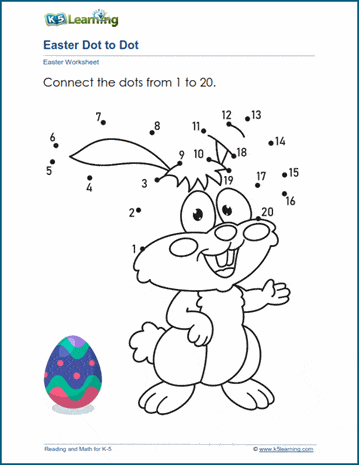 K5 Learning
Easter Dot to Dot
Easter Worksheet
Connect the dots from 1 to 20.
12 13
7 8 11
6 14
9 10 18
5
4 3 19 17 15
16
2 20
1
Reading and Math for K-5
© www.k5learning.com